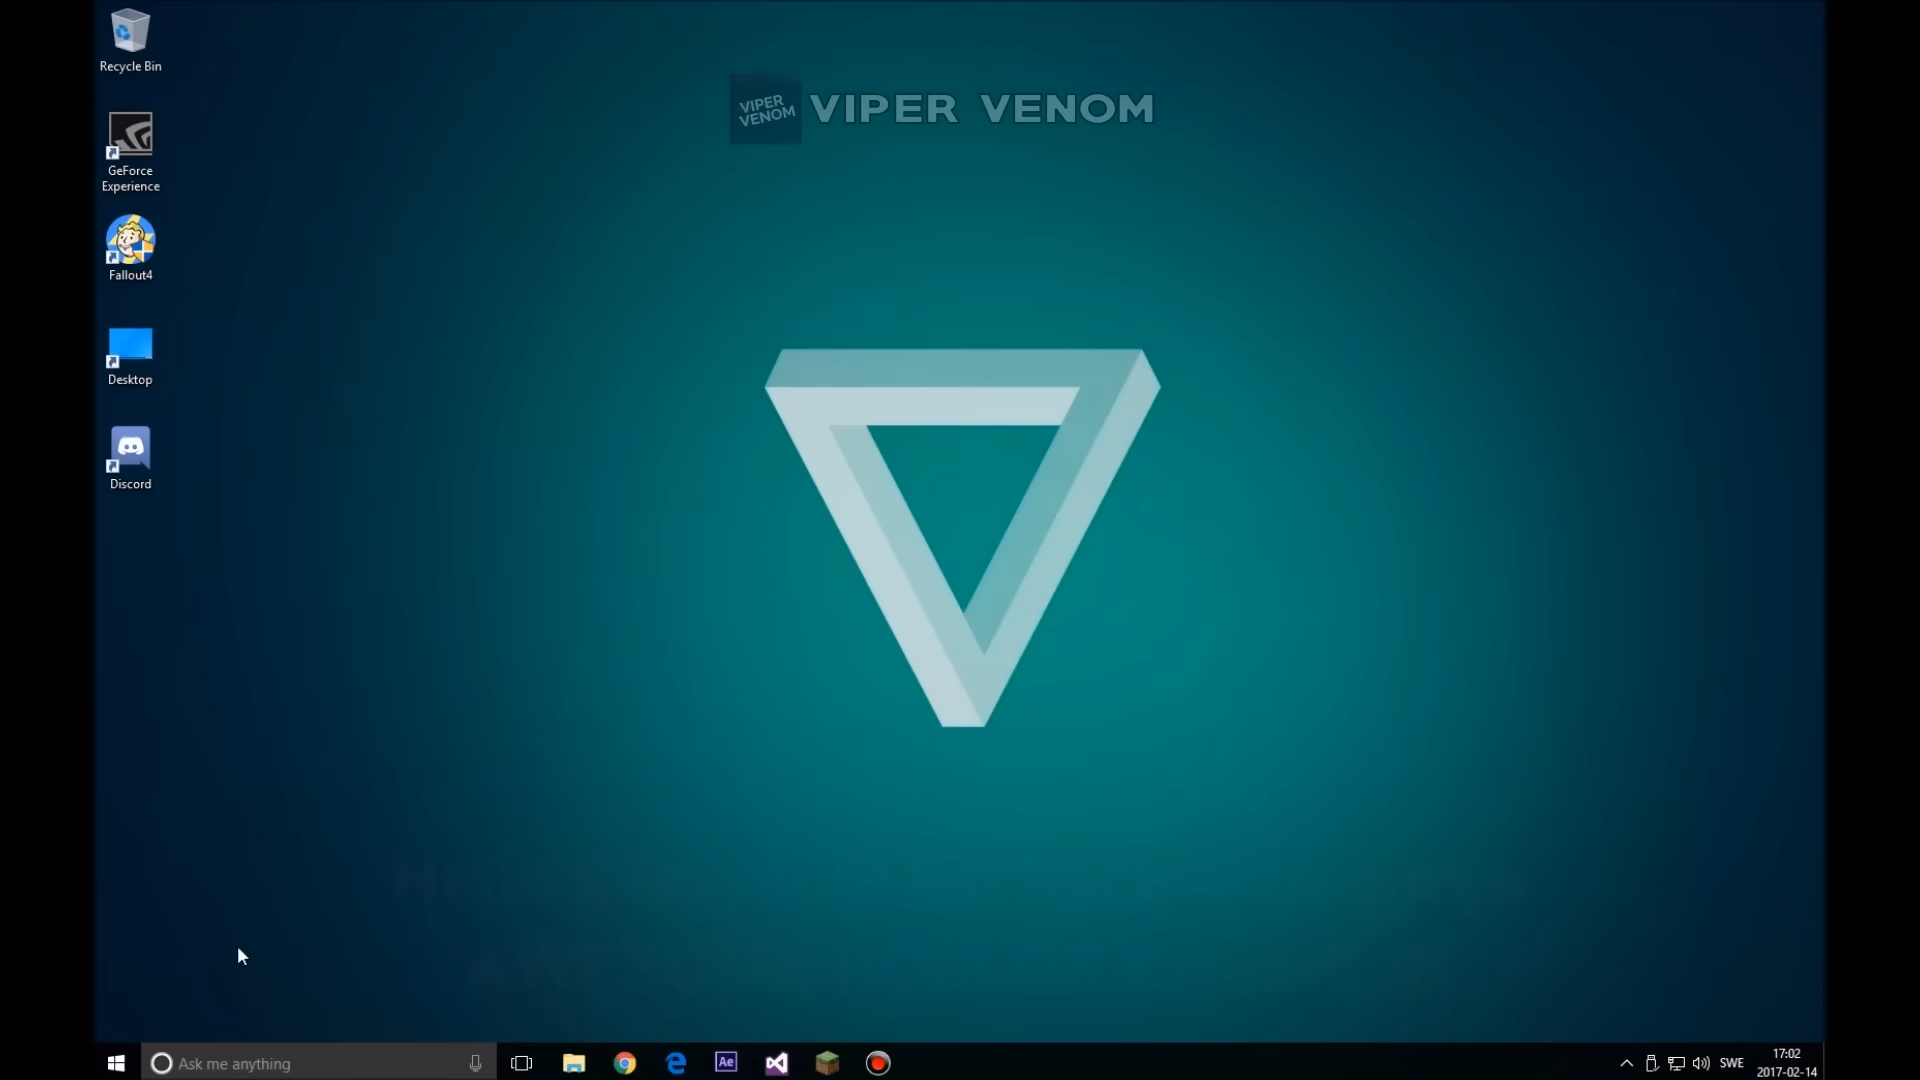 Recycle Bin
VIPER
VENOM
VIPER VENOM
GeForce
Experience
Fallout4
Desktop
Discord
Ask me anything
Ae
SWE
17:02
2017-02-14